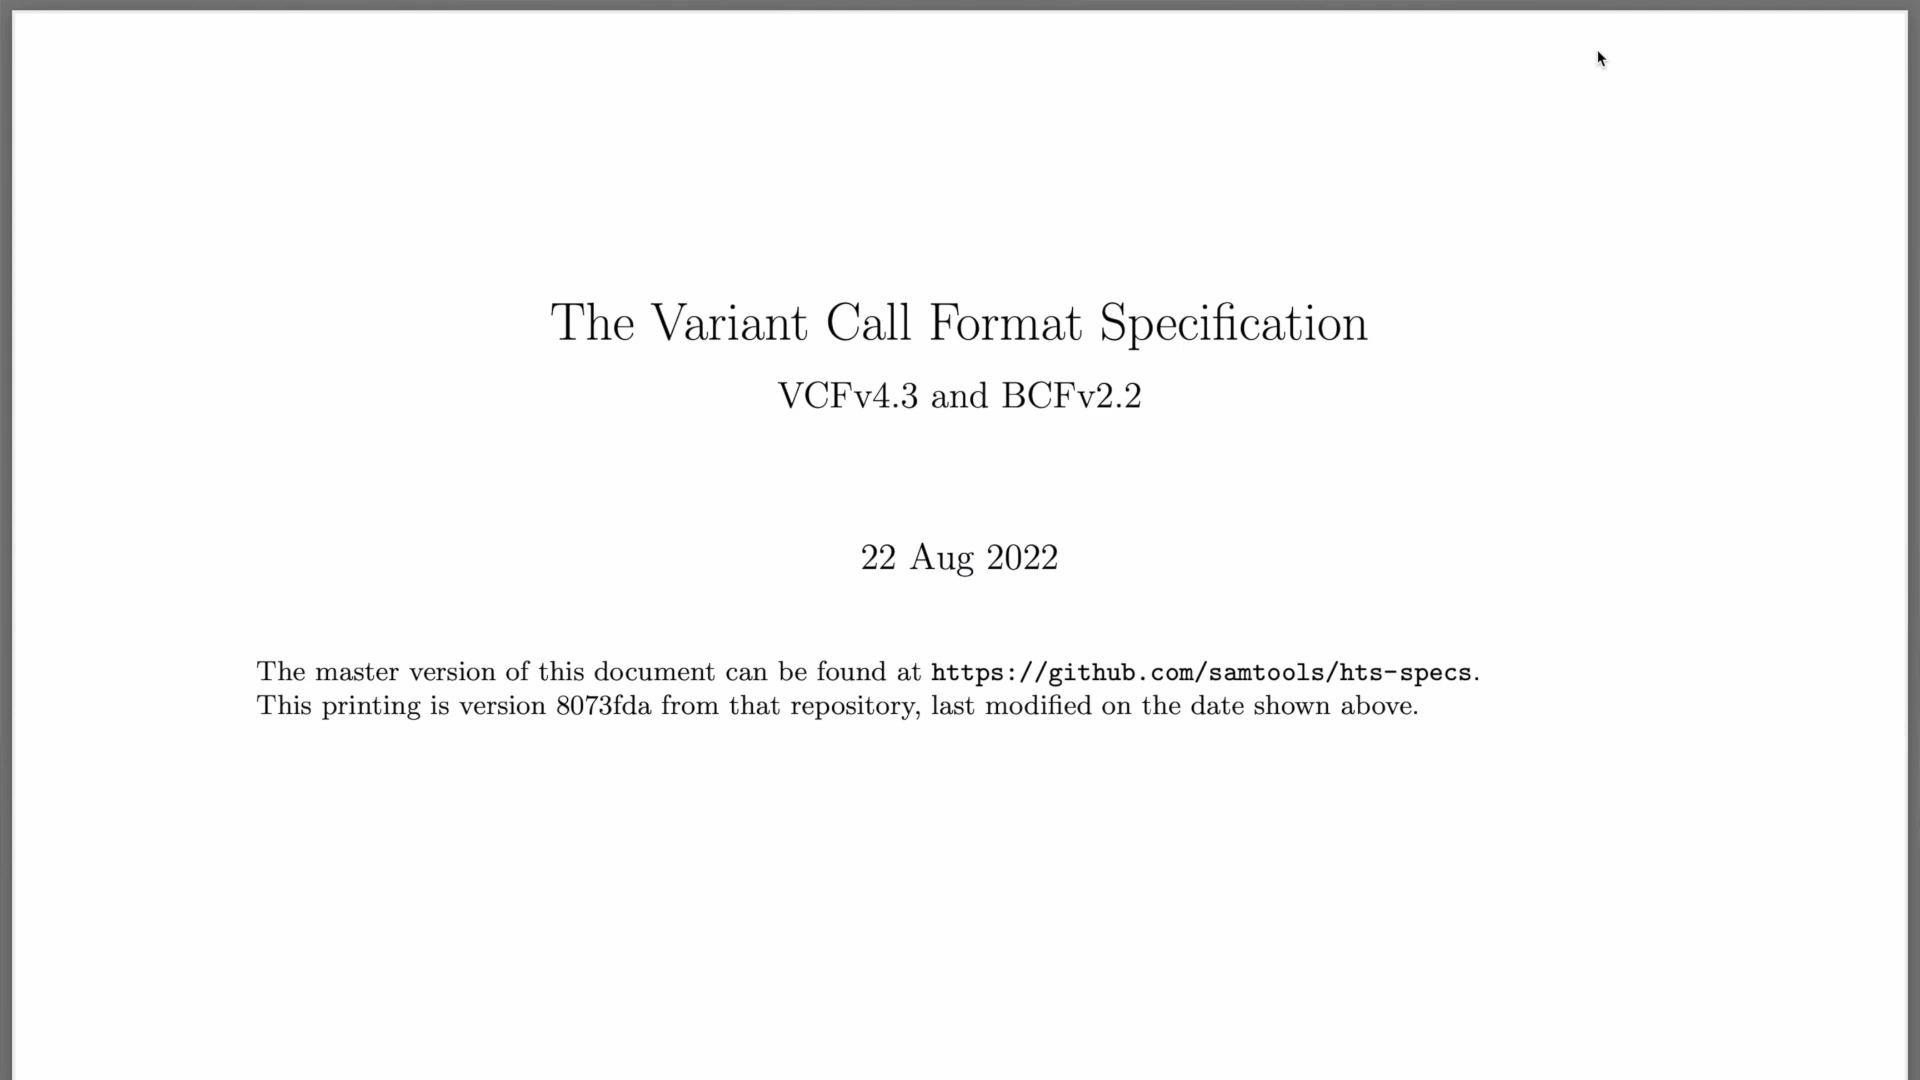 The Variant Call Format Specification
VCFv4.3 and BCFv2.2
22 Aug 2022
The master version of this document can be found at https://github.com/samtools/hts-specs.
This printing is version 8073fda from that repository, last modified on the date shown above.